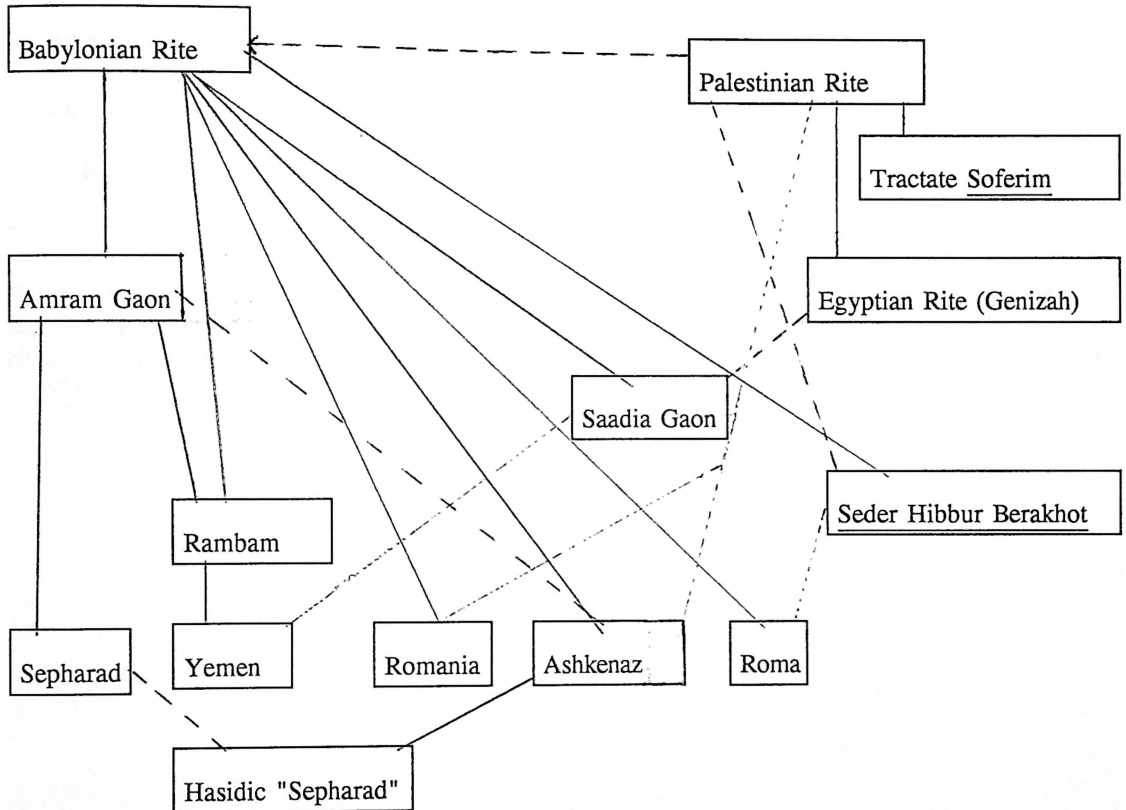 Babylonian Rite
Palestinian Rite
Tractate Soferim
Amram Gaon
Egyptian Rite (Genizah)
Saadia Gaon
Seder Hibbur Berakhot
Rambam
Sepharad
Yemen
Romania
Ashkenaz
Roma
Hasidic "Sepharad"